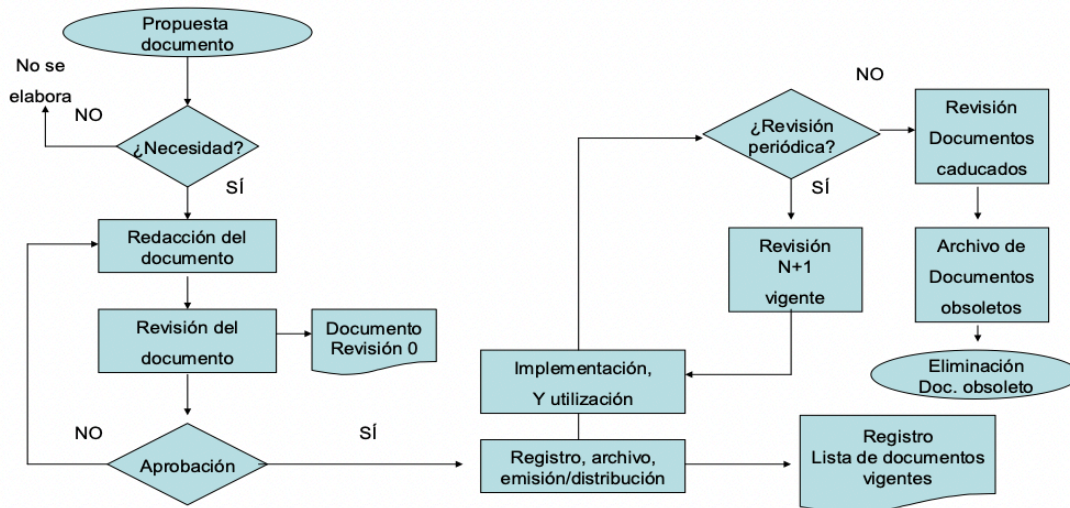 Propuesta
documento
No se
elabora
NO
¿Necesidad?
SÍ
Redacción del
documento
Revisión del
documento
Documento
Revisión 0
NO
SÍ
Aprobación
NO
¿Revisión
periódica?
SÍ
Revisión
Documentos
caducados
Revisión
N+1
vigente
Archivo de
Documentos
obsoletos
Eliminación
Doc. obsoleto
Implementación,
Y utilización
Registro, archivo,
emisión/distribución
Registro
Lista de documentos
vigentes